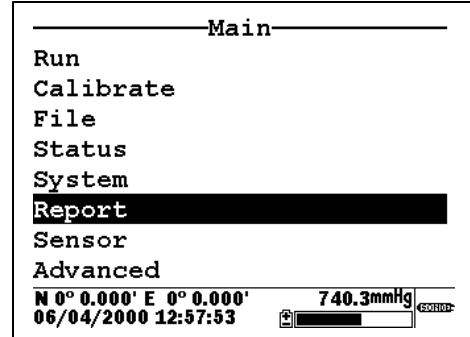 Main
Run
Calibrate
File
Status
System
Report
Sensor
Advanced
N 0° 0.000' E 0° 0.000' 740.3mmHg
06/04/2000 12:57:53 SONDE